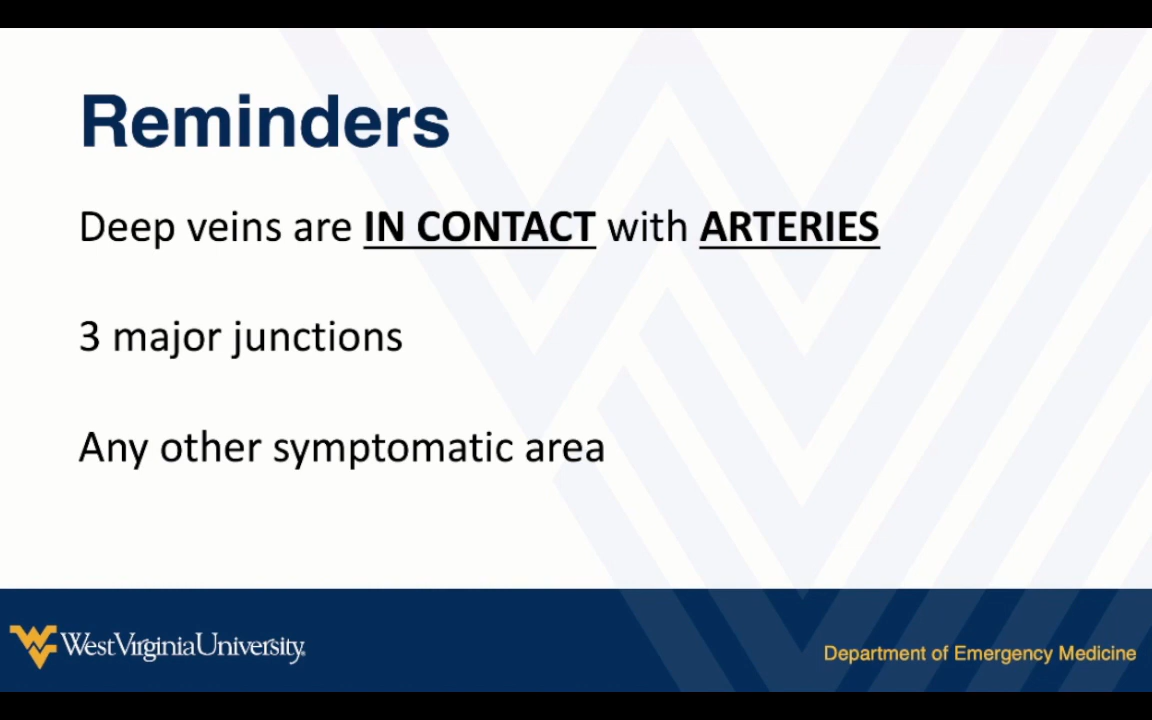 Reminders
Deep veins are IN CONTACT with ARTERIES
3 major junctions
Any other symptomatic area
WestVirginiaUniversity.
Department of Emergency Medicine